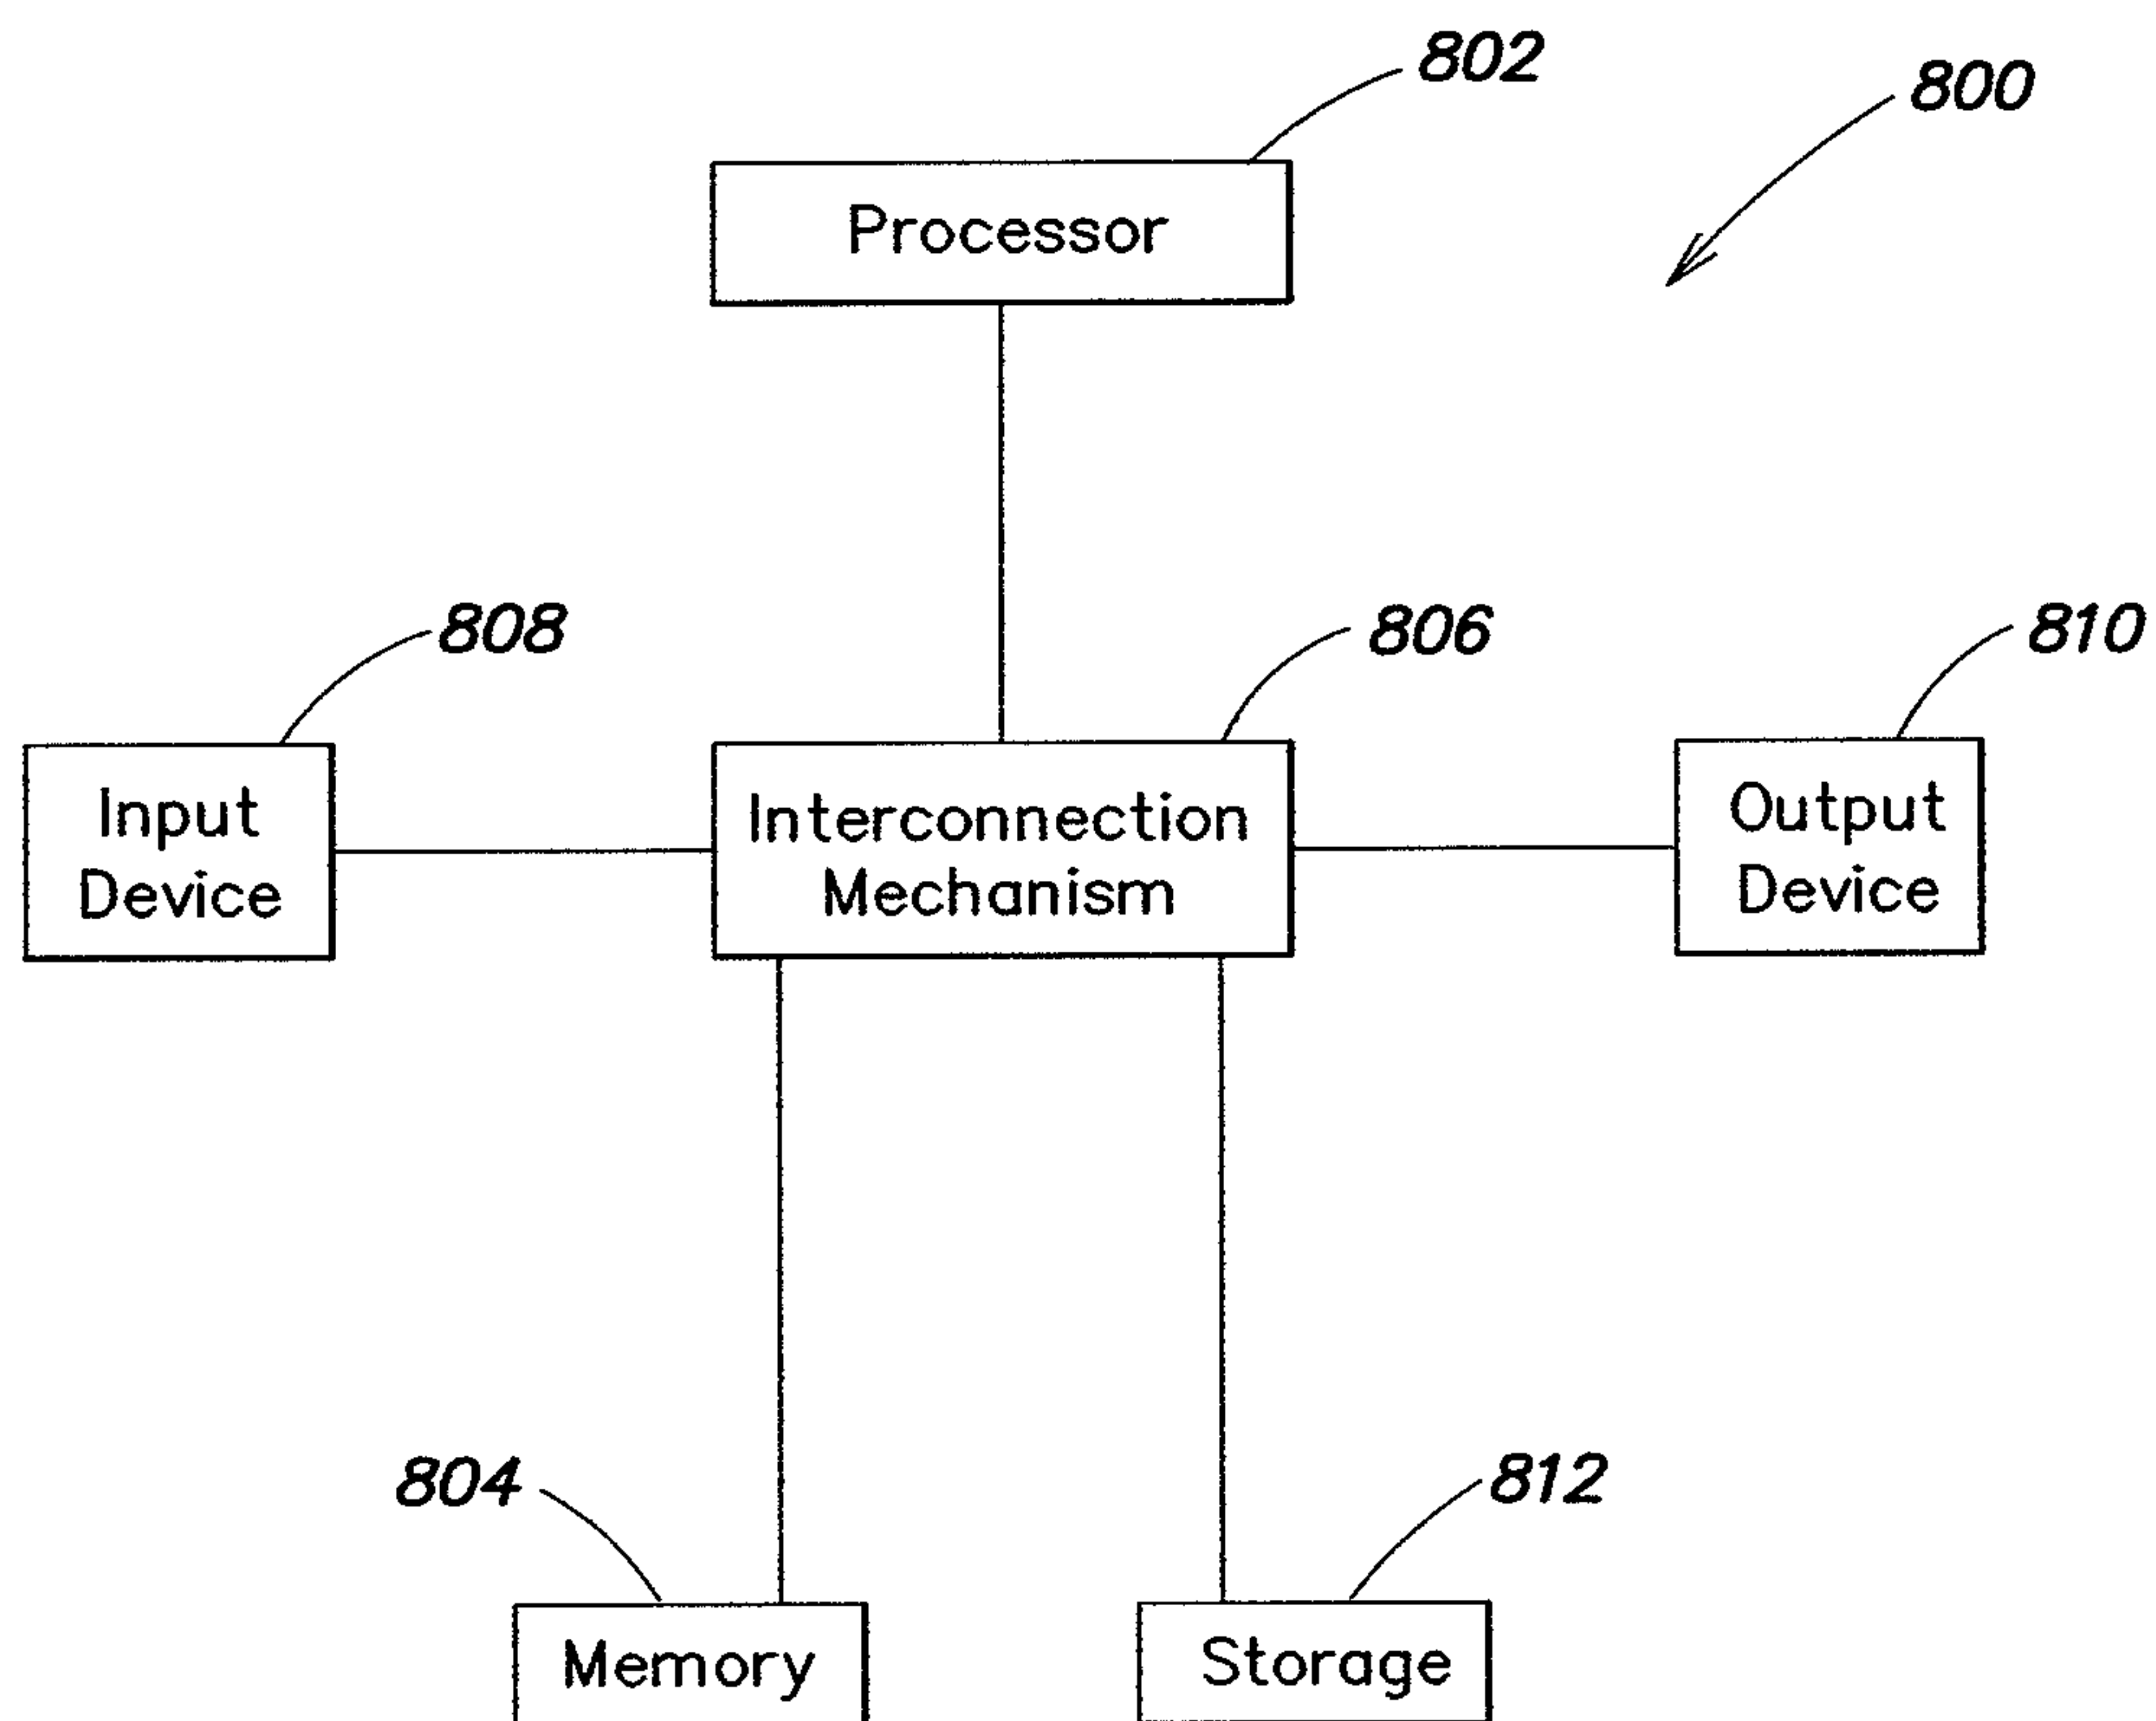 802
800
Processor
808
806
810
Input
Device
Interconnection
Mechanism
Output
Device
804
812
Memory
Storage